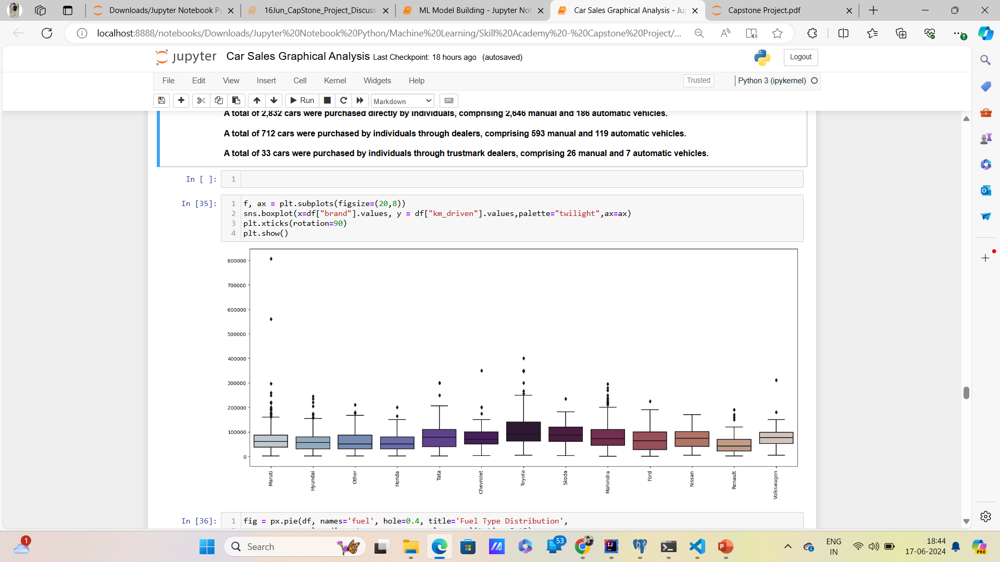 Downloads/Jupyter Notebook Py
16Jun_CapStone_Project_Discuss
ML Model Building - Jupyter Not
Car Sales Graphical Analysis - Jup
Capstone Project.pdf
localhost:8888/notebooks/Downloads/Jupyter%20Notebook%20Python/Machine%20Learning/Skill%20Academy%20-%20Capstone%20Project/...
jupyter Car Sales Graphical Analysis Last Checkpoint: 18 hours ago (autosaved)
Logout
File Edit View Insert Cell Kernel Widgets Help
Trusted
Python 3 (ipykernel)
Run
Markdown
A total of 2,832 cars were purchased directly by individuals, comprising 2,646 manual and 186 automatic vehicles.
A total of 712 cars were purchased by individuals through dealers, comprising 593 manual and 119 automatic vehicles.
A total of 33 cars were purchased by individuals through trustmark dealers, comprising 26 manual and 7 automatic vehicles.
In [ ]:
1
In [35]:
1 f, ax = plt.subplots(figsize=(20,8))
2 sns.boxplot(x=df["brand"].values, y = df["km_driven"].values,palette="twilight",ax=ax)
3 plt.xticks(rotation=90)
4 plt.show()
800000
700000
600000
500000
400000
300000
200000
100000
0
Maruti
Hyundai
Other
Honda
Tata
Chevrolet
Toyota
Skoda
Mahindra
Ford
Nissan
Renault
Volkswagen
In [36]:
1 fig = px.pie(df, names='fuel', hole=0.4, title='Fuel Type Distribution',
1
Search
53
PRE
ENG
IN
18:44
17-06-2024